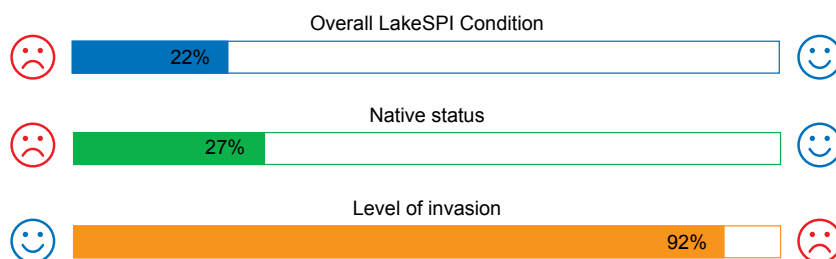 Overall LakeSPI Condition
22%
Native status
27%
Level of invasion
92%